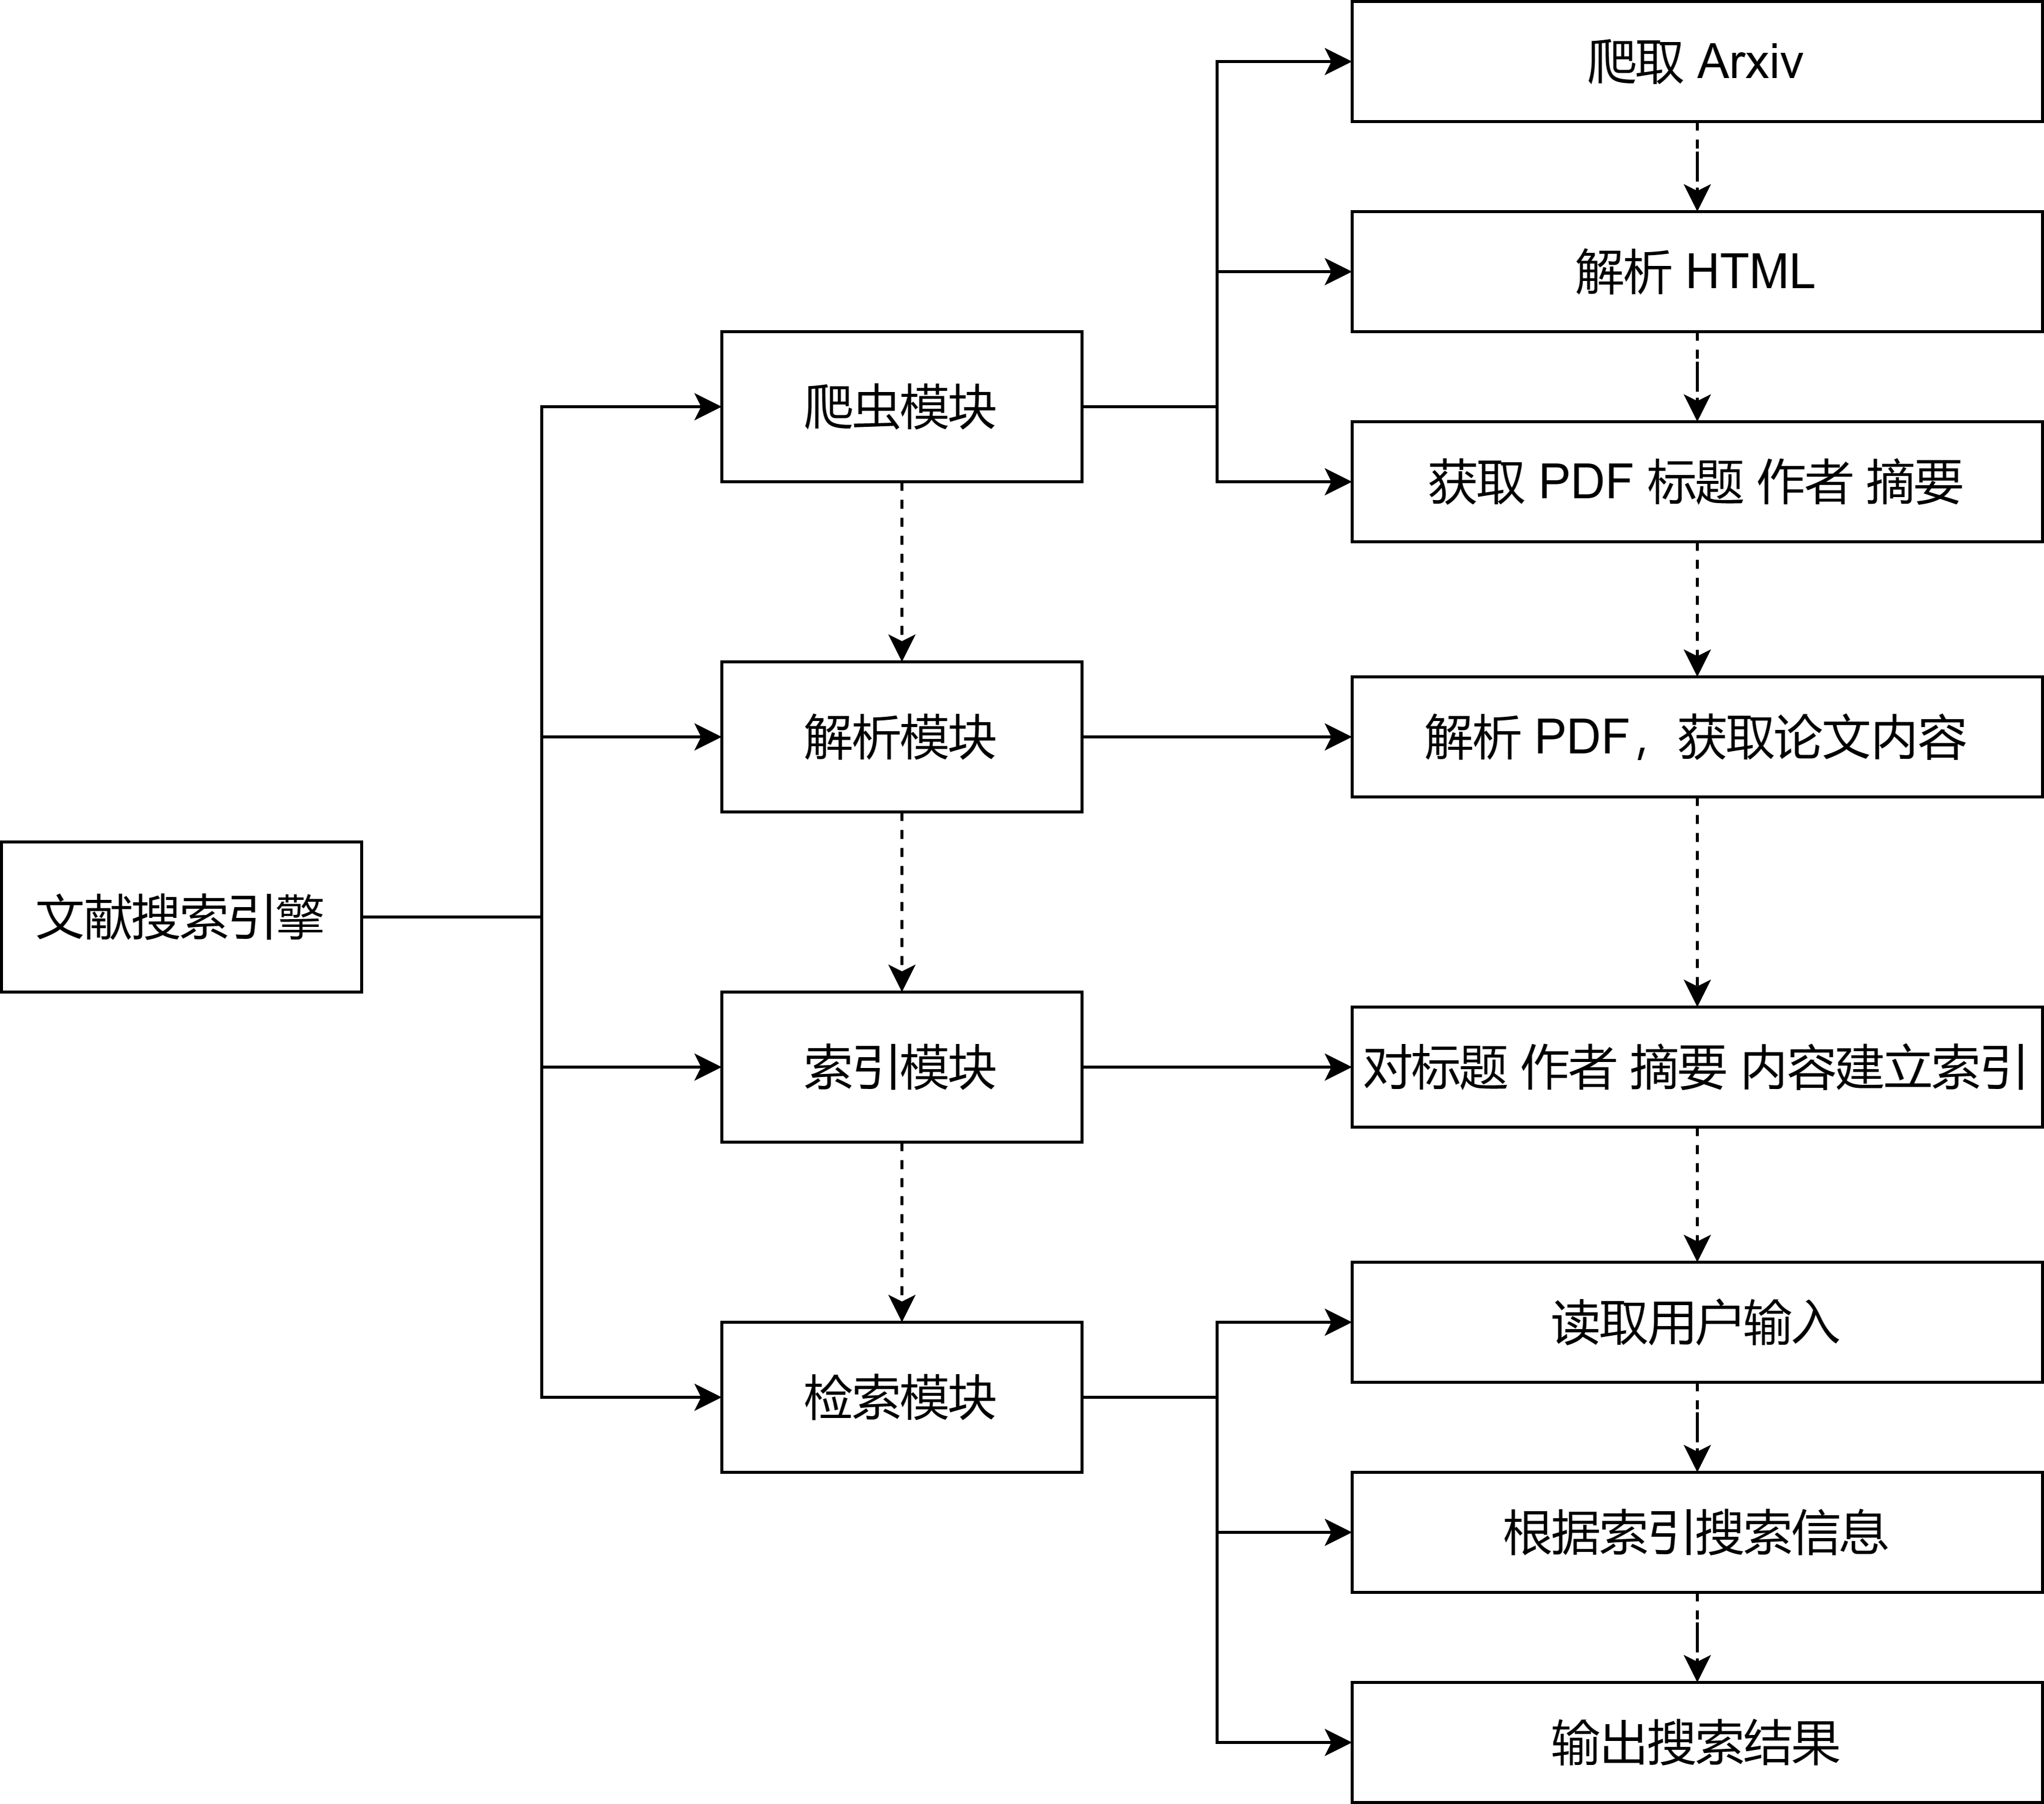 爬取 Arxiv
解析 HTML
爬虫模块
获取 PDF 标题 作者 摘要
解析模块
解析 PDF，获取论文内容
文献搜索引擎
索引模块
对标题 作者 摘要 内容建立索引
读取用户输入
检索模块
根据索引搜索信息
输出搜索结果